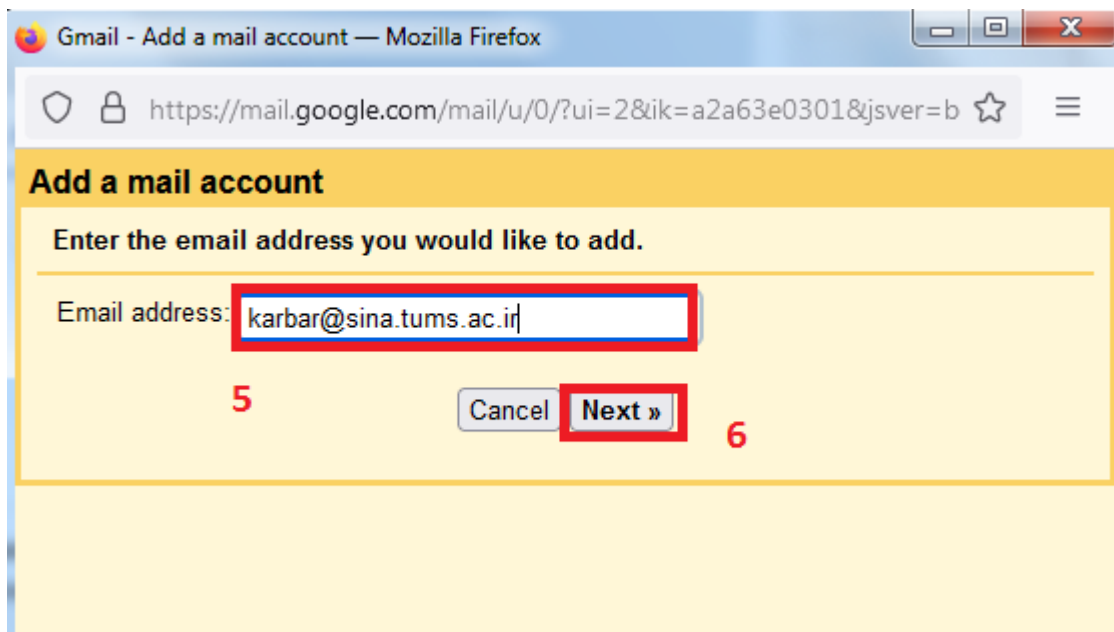 Gmail - Add a mail account — Mozilla Firefox
https://mail.google.com/mail/u/0/?ui=2&ik=a2a63e0301&jsver=b
Add a mail account
Enter the email address you would like to add.
Email address: karbar@sina.tums.ac.ir
5
Cancel Next »
6